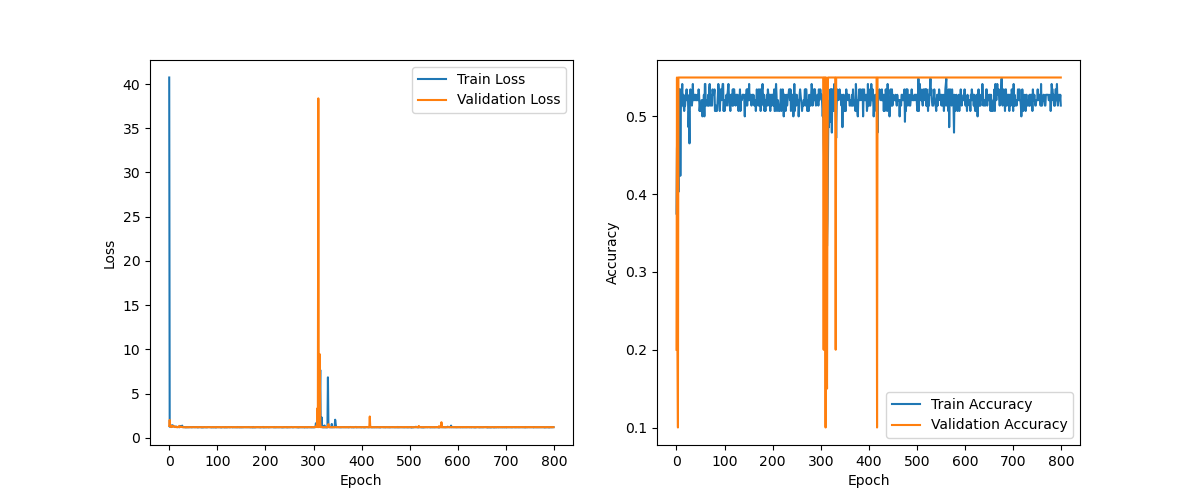 40
35
30
25
20
15
10
5
0
Loss
0 100 200 300 400 500 600 700 800
Epoch
Train Loss
Validation Loss
0.5
0.4
0.3
0.2
0.1
Accuracy
0 100 200 300 400 500 600 700 800
Epoch
Train Accuracy
Validation Accuracy